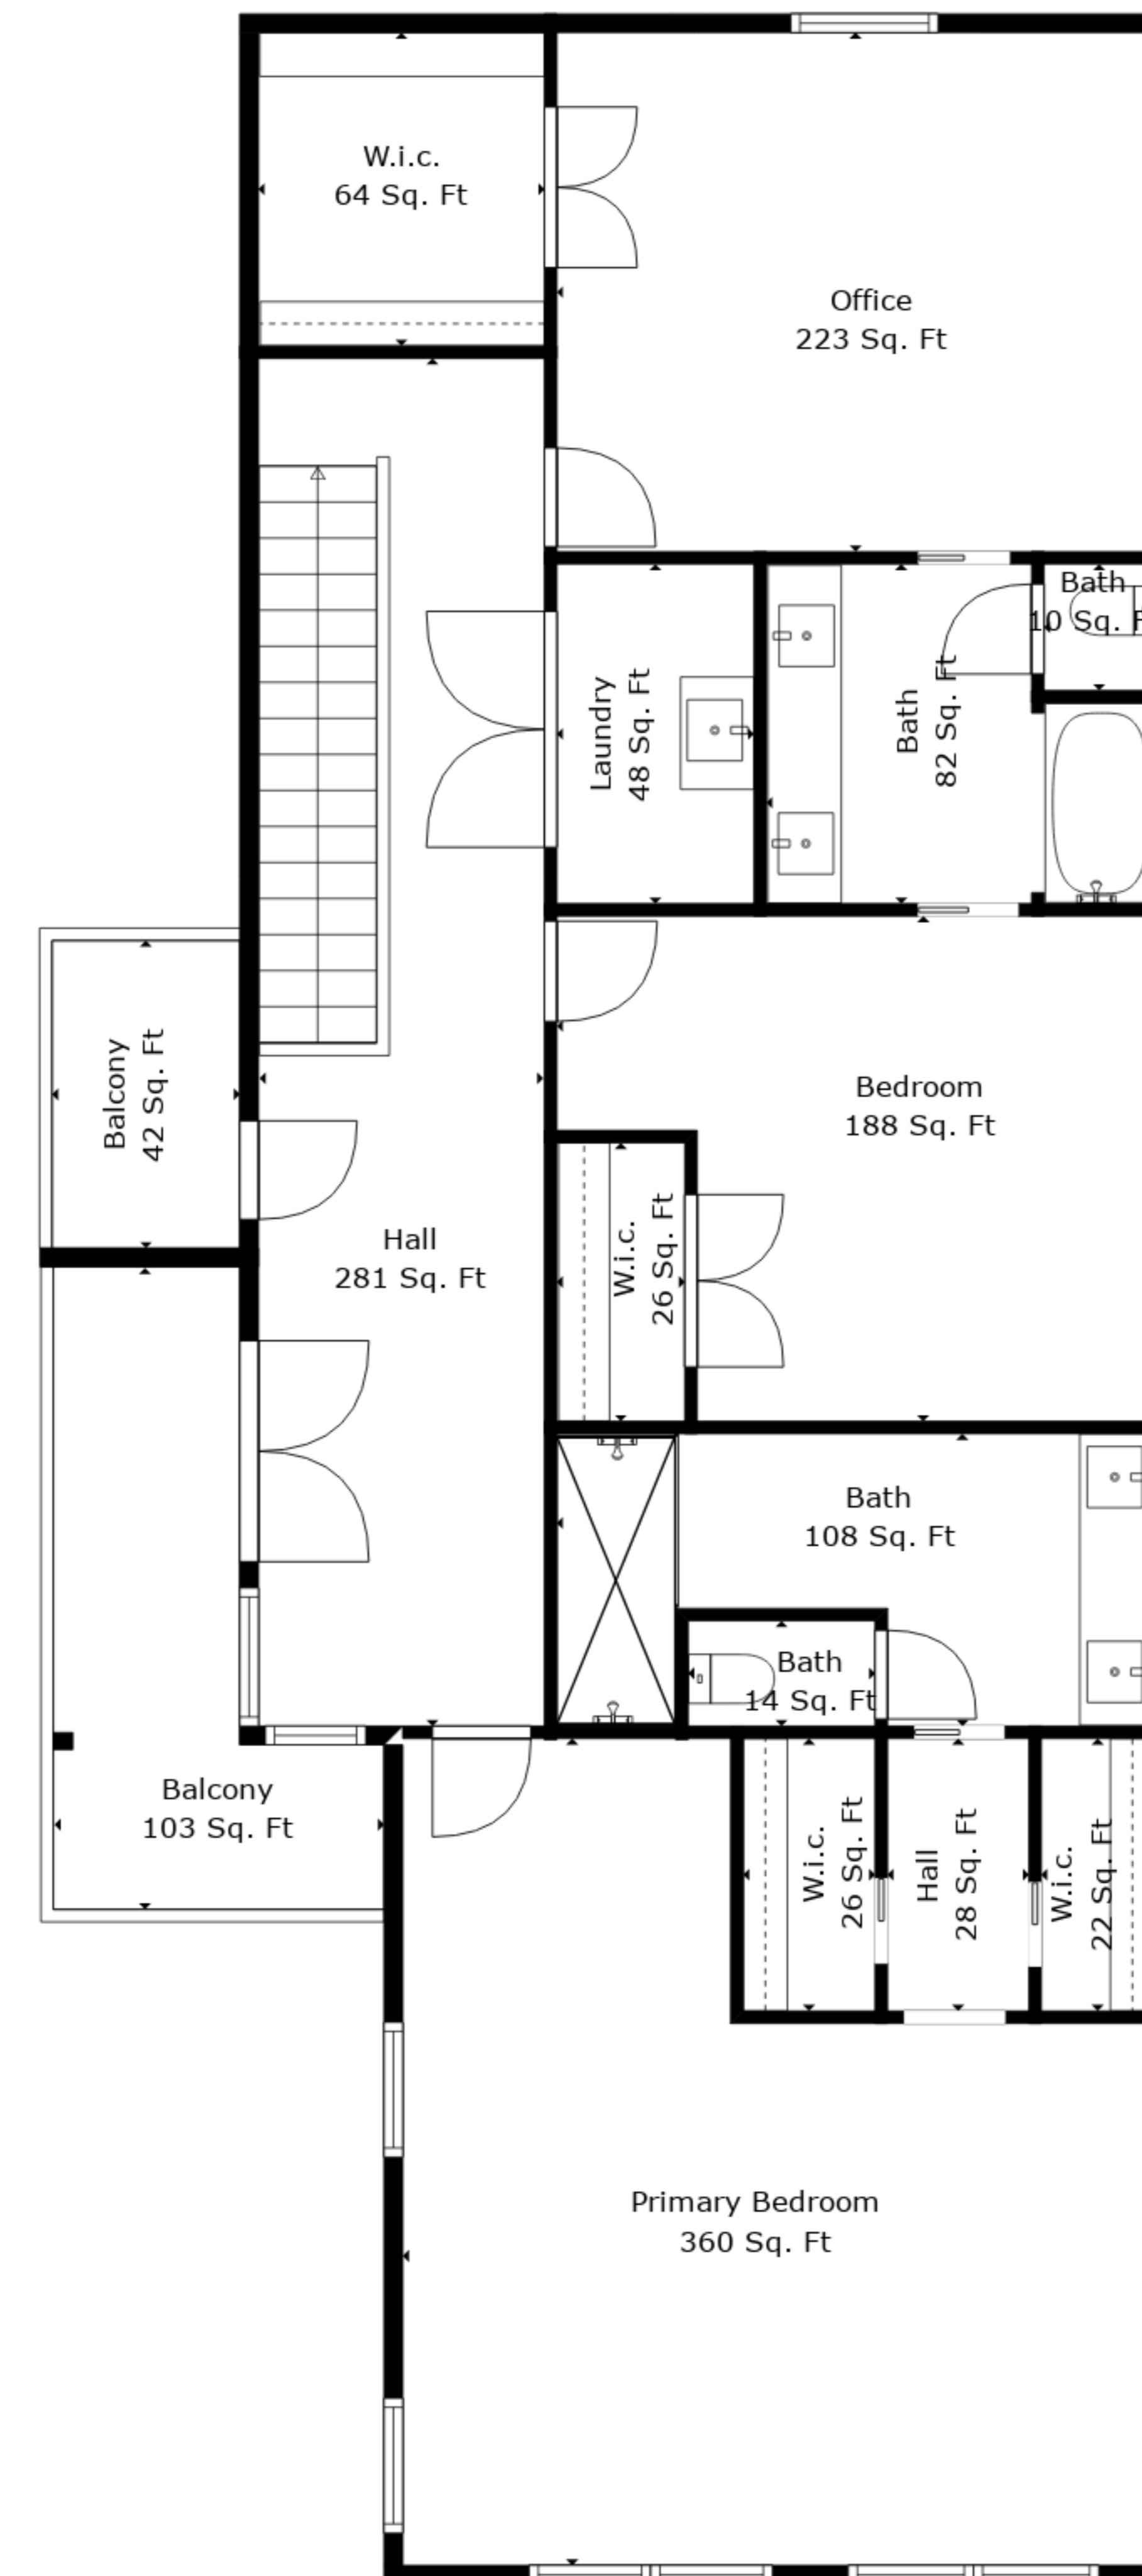 W.i.c.
64 Sq. Ft
Office
223 Sq. Ft
Bath
10 Sq. F
Laundry
48 Sq. Ft
Bath
82 Sq. Ft
Balcony
42 Sq. Ft
Bedroom
188 Sq. Ft
Hall
281 Sq. Ft
W.i.c.
26 Sq. Ft
Bath
108 Sq. Ft
Bath
14 Sq. Ft
Balcony
103 Sq. Ft
W.i.c.
26 Sq. Ft
Hall
28 Sq. Ft
W.i.c.
22 Sq. Ft
Primary Bedroom
360 Sq. Ft